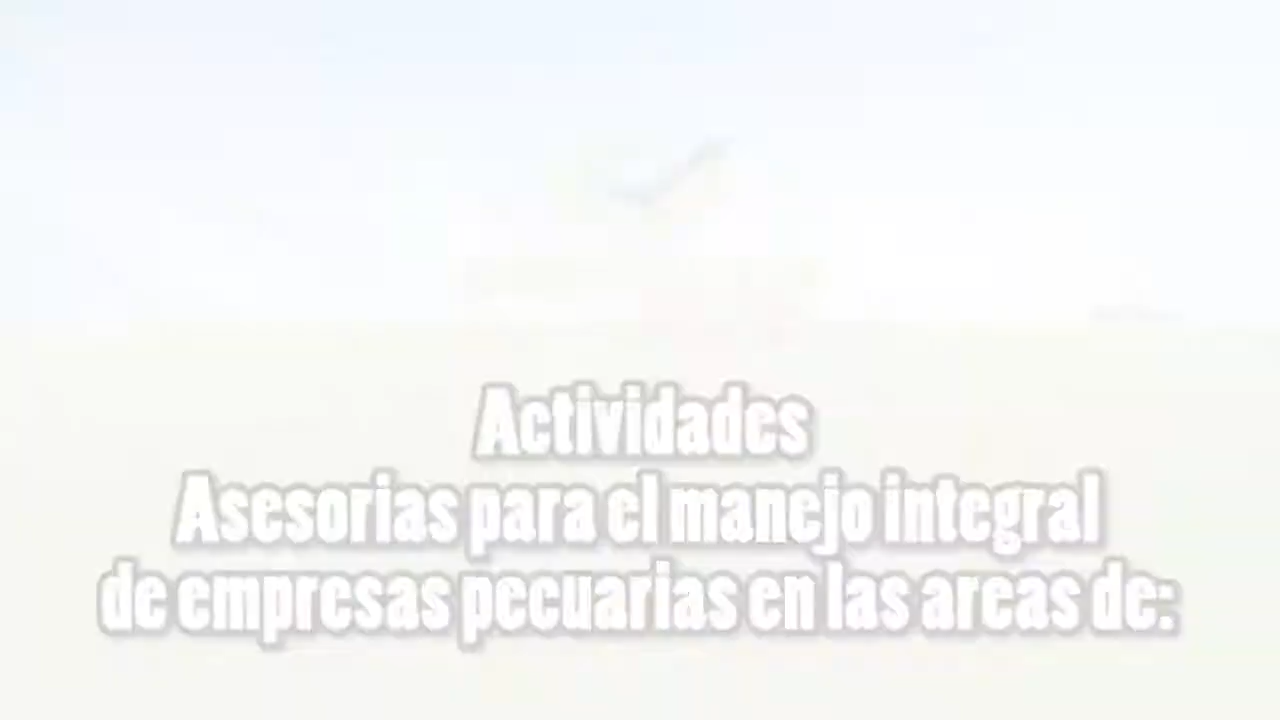 Actividades
Asesorias para el manejo integral
de empresas pecuarias en las areas de: